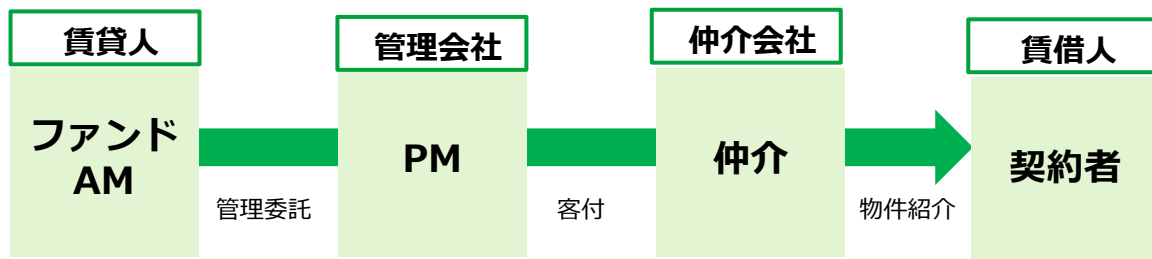 賃貸人
管理会社
仲介会社
賃借人
ファンド
AM
PM
仲介
契約者
管理委託
客付
物件紹介